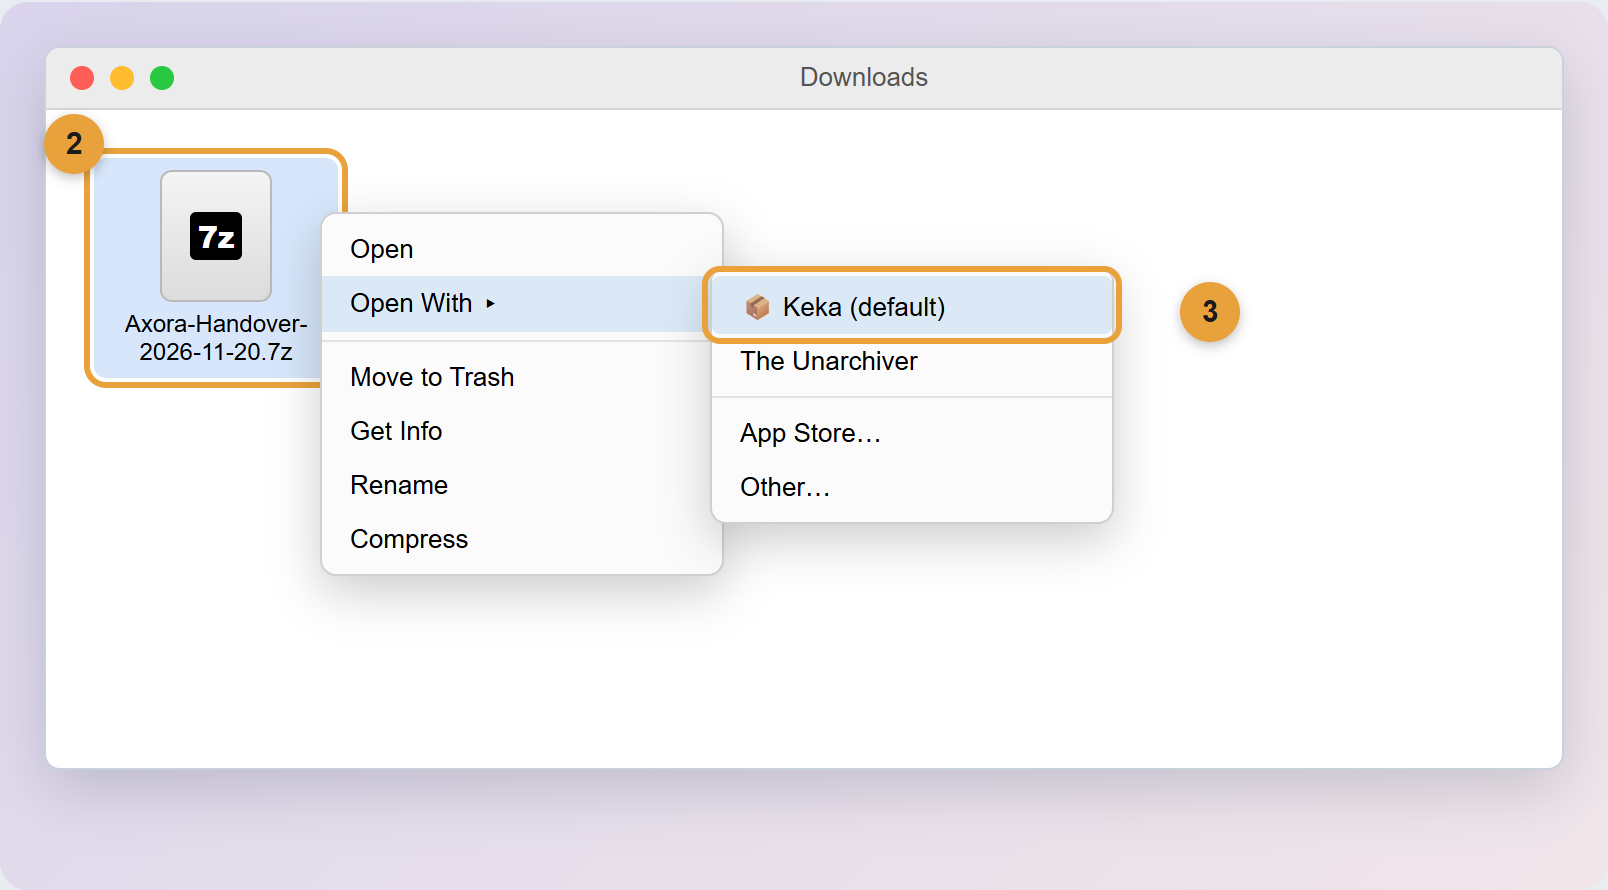 Downloads
2
7z
Axora-Handover-
2026-11-20.7z
Open
Open With ▸
Move to Trash
Get Info
Rename
Compress
Keka (default)
The Unarchiver
App Store…
Other…
3